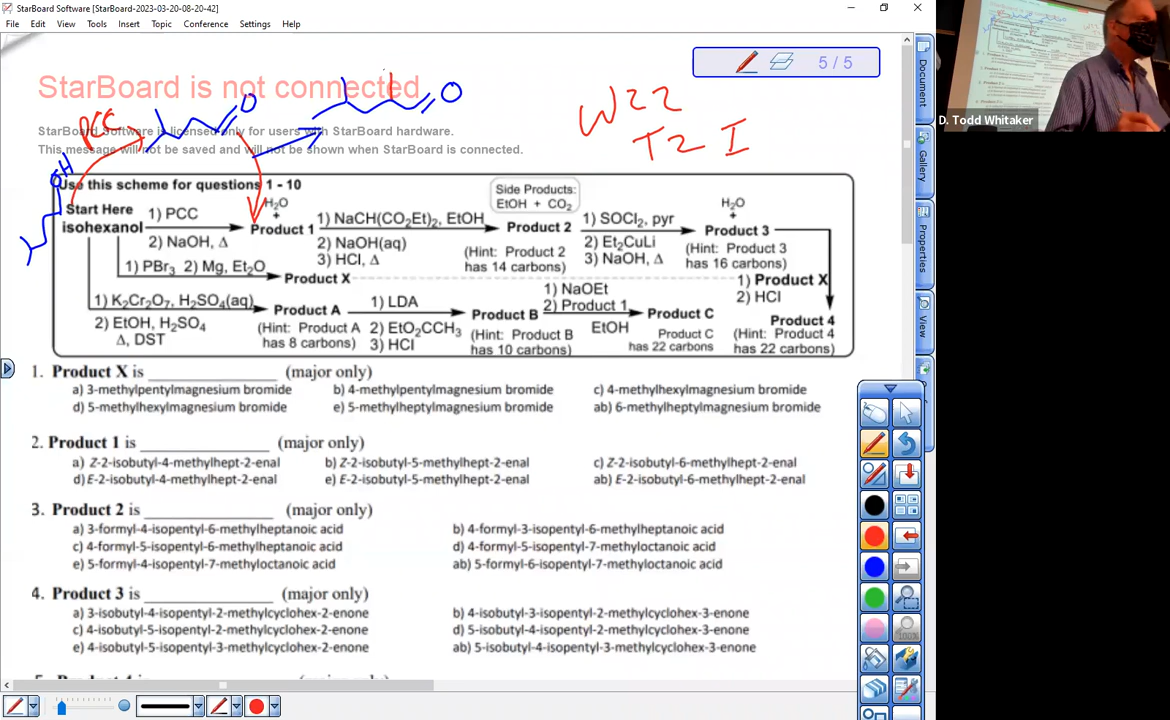 StarBoard Software [StarBoard-2023-03-20-08-20-42]
File Edit View Tools Insert Topic Conference Settings Help
StarBoard is not connected
StarBoard Software is licensed only for users with StarBoard hardware.
This message will not be saved and will not be shown when StarBoard is connected.
5 / 5
PCC
O
O
OH
W22
T2 I
D. Todd Whitaker
Document
Gallery
Properties
View
Use this scheme for questions 1 - 10
Start Here
isohexanol
1) PCC
2) NaOH, Δ
H2O
+
Product 1
1) NaCH(CO2Et)2, EtOH
2) NaOH(aq)
3) HCl, Δ
Side Products:
EtOH + CO2
Product 2
(Hint: Product 2
has 14 carbons)
1) SOCl2, pyr
2) Et2CuLi
3) NaOH, Δ
H2O
+
Product 3
(Hint: Product 3
has 16 carbons)
1) PBr3 2) Mg, Et2O
Product X
1) Product X
2) HCl
Product 4
(Hint: Product 4
has 22 carbons)
1) K2Cr2O7, H2SO4(aq)
2) EtOH, H2SO4
Δ, DST
Product A
(Hint: Product A
has 8 carbons)
1) LDA
2) EtO2CCH3
3) HCl
Product B
(Hint: Product B
has 10 carbons)
1) NaOEt
2) Product 1
EtOH
Product C
Product C
has 22 carbons
1. Product X is ______________ (major only)
a) 3-methylpentylmagnesium bromide b) 4-methylpentylmagnesium bromide c) 4-methylhexylmagnesium bromide
d) 5-methylhexylmagnesium bromide e) 5-methylheptylmagnesium bromide ab) 6-methylheptylmagnesium bromide
2. Product 1 is ______________ (major only)
a) Z-2-isobutyl-4-methylhept-2-enal b) Z-2-isobutyl-5-methylhept-2-enal c) Z-2-isobutyl-6-methylhept-2-enal
d) E-2-isobutyl-4-methylhept-2-enal e) E-2-isobutyl-5-methylhept-2-enal ab) E-2-isobutyl-6-methylhept-2-enal
3. Product 2 is ______________ (major only)
a) 3-formyl-4-isopentyl-6-methylheptanoic acid b) 4-formyl-3-isopentyl-6-methylheptanoic acid
c) 4-formyl-5-isopentyl-6-methylheptanoic acid d) 4-formyl-5-isopentyl-7-methyloctanoic acid
e) 5-formyl-4-isopentyl-7-methyloctanoic acid ab) 5-formyl-6-isopentyl-7-methyloctanoic acid
4. Product 3 is ______________ (major only)
a) 3-isobutyl-4-isopentyl-2-methylcyclohex-2-enone b) 4-isobutyl-3-isopentyl-2-methylcyclohex-3-enone
c) 4-isobutyl-5-isopentyl-2-methylcyclohex-2-enone d) 5-isobutyl-4-isopentyl-2-methylcyclohex-3-enone
e) 4-isobutyl-5-isopentyl-3-methylcyclohex-2-enone ab) 5-isobutyl-4-isopentyl-3-methylcyclohex-3-enone
100%